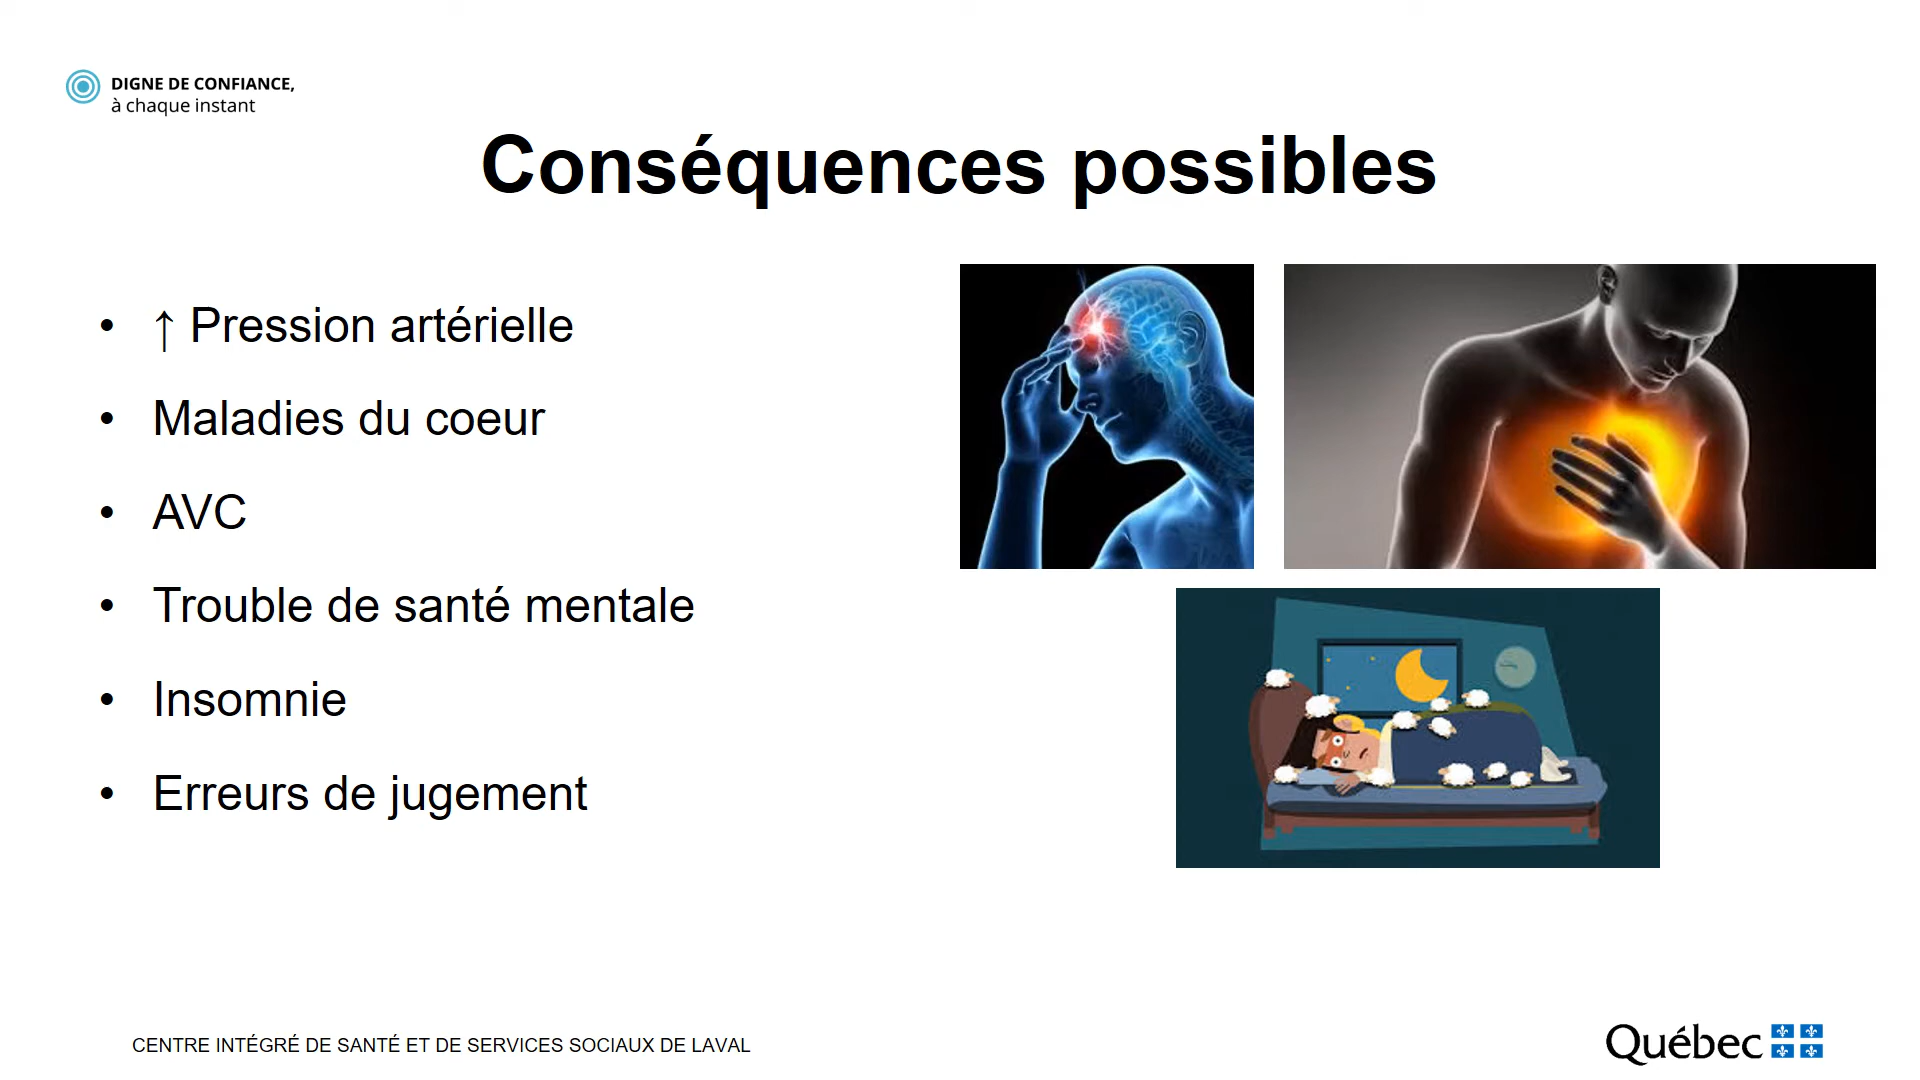 DIGNE DE CONFIANCE,
à chaque instant
Conséquences possibles
• ↑ Pression artérielle
• Maladies du coeur
• AVC
• Trouble de santé mentale
• Insomnie
• Erreurs de jugement
CENTRE INTÉGRÉ DE SANTÉ ET DE SERVICES SOCIAUX DE LAVAL
Québec